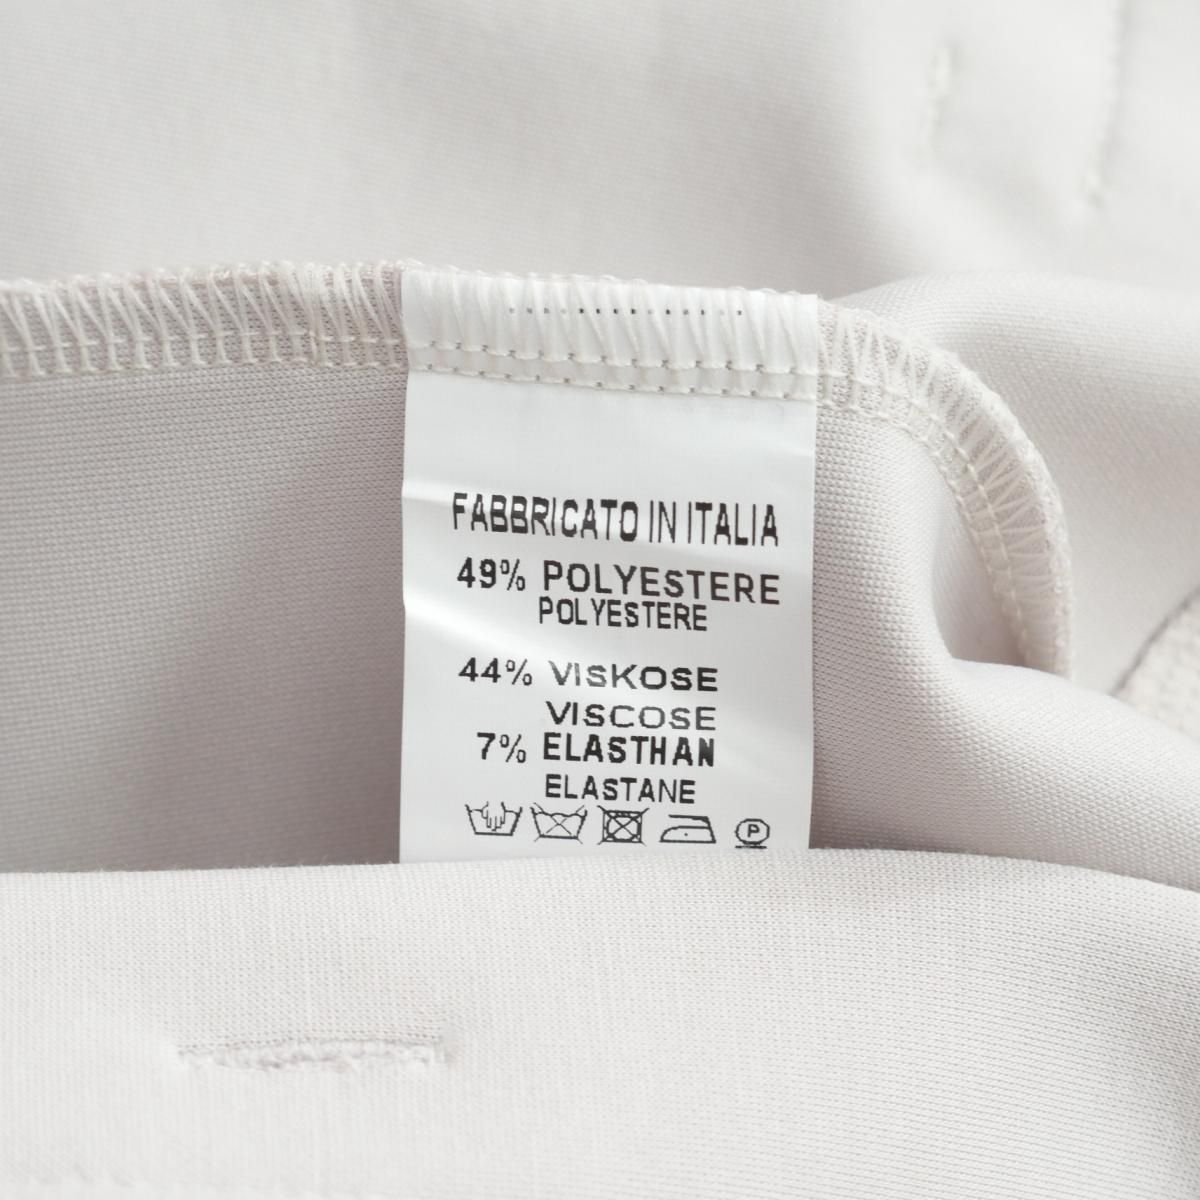 FABBRICATO IN ITALIA
49% POLYESTERE
POLYESTERE
44% VISKOSE
VISCOSE
7% ELASTHAN
ELASTANE
P